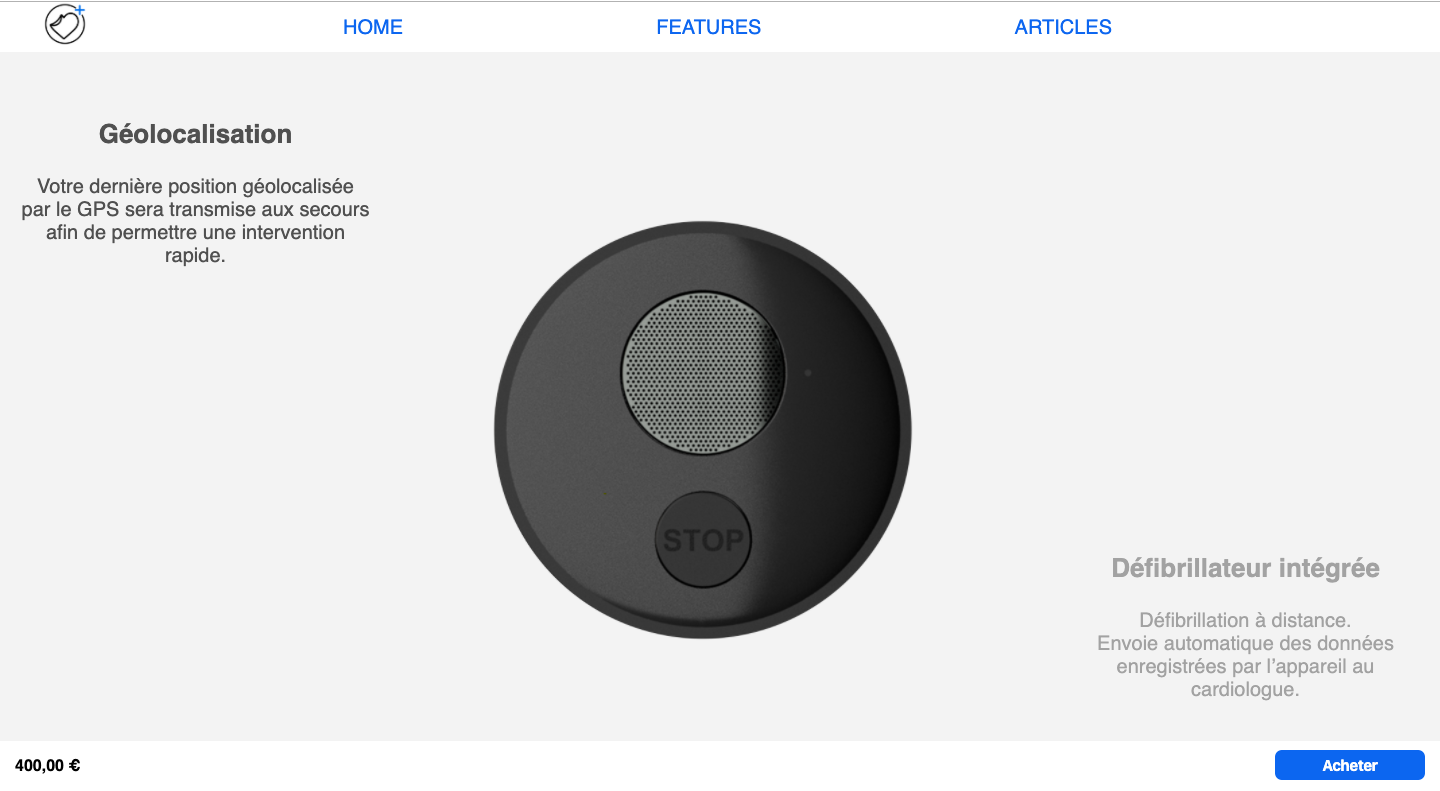 HOME
FEATURES
ARTICLES
Géolocalisation
Votre dernière position géolocalisée
par le GPS sera transmise aux secours
afin de permettre une intervention
rapide.
STOP
Défibrillateur intégrée
Défibrillation à distance.
Envoie automatique des données
enregistrées par l’appareil au
cardiologue.
400,00 €
Acheter